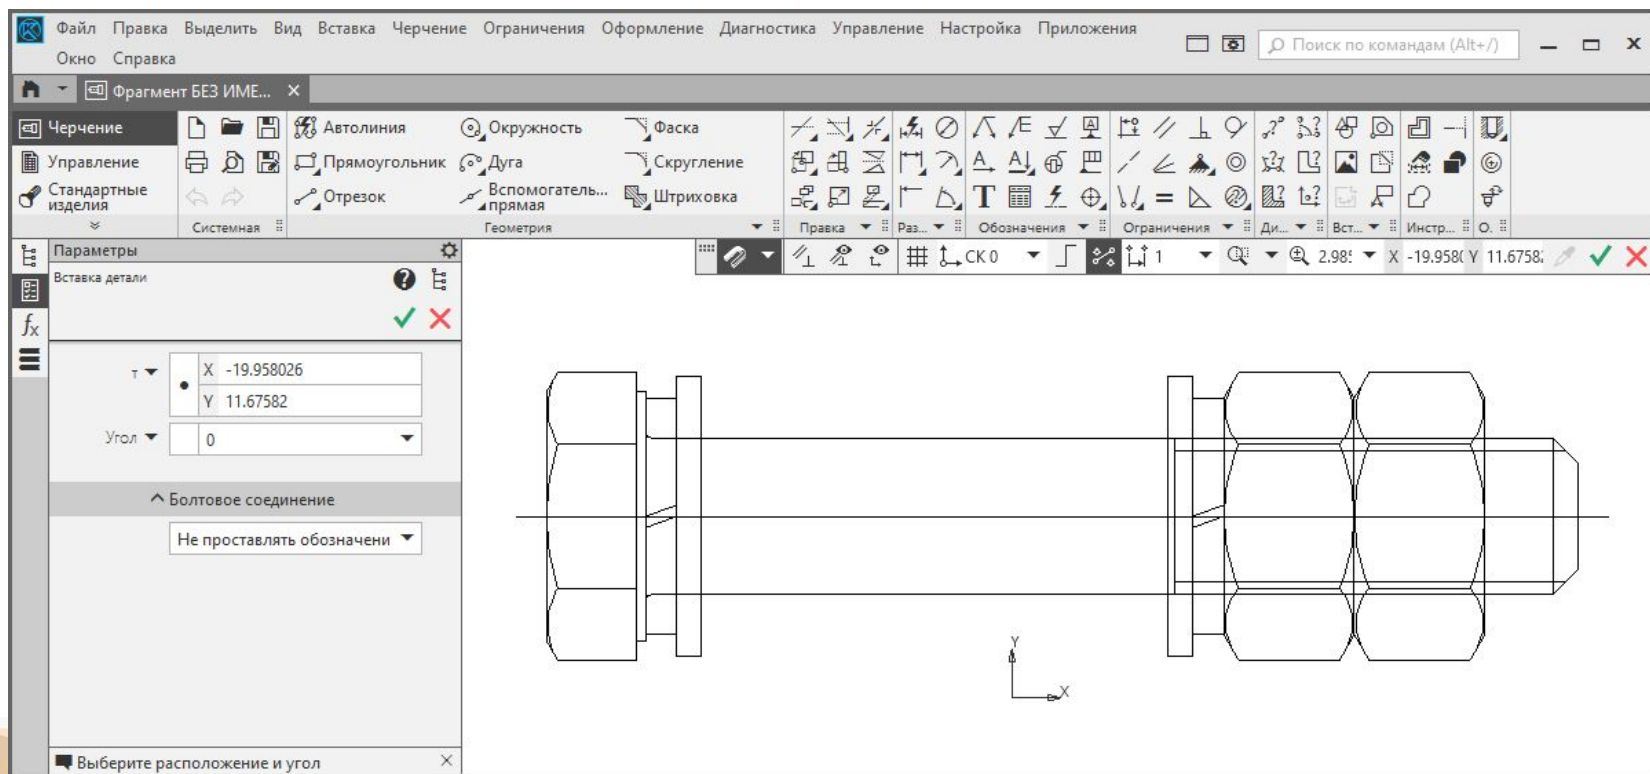 Файл Правка Выделить Вид Вставка Черчение Ограничения Оформление Диагностика Управление Настройка Приложения
Окно Справка
Поиск по командам (Alt+/)
Фрагмент БЕЗ ИМЕ...
Черчение
Автолиния Окружность Фаска
Управление
Прямоугольник Дуга Скругление
Стандартные
изделия
Отрезок Вспомогатель...
прямая
Штриховка
Системная Геометрия Правка Раз... Обозначения Ограничения Ди... Вст... Инстр... О.
Параметры
СК 0 1 2.98 X -19.958 Y 11.6758
Вставка детали
т X -19.958026
Y 11.67582
Угол 0
Болтовое соединение
Не проставлять обозначени
Y
X
Выберите расположение и угол